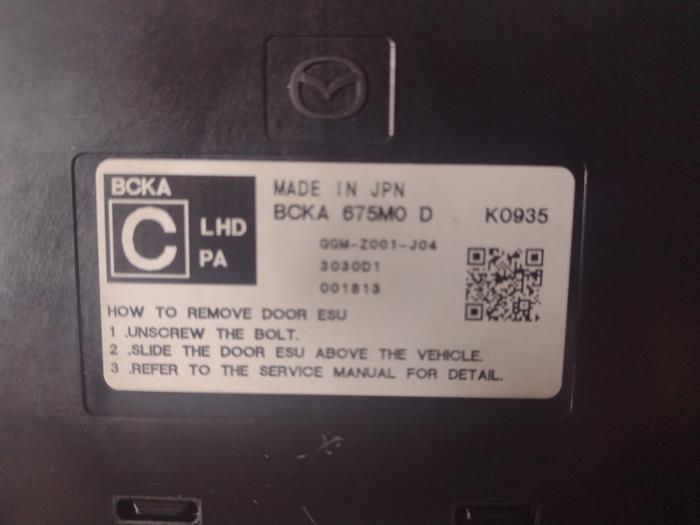 BCKA
C
LHD
PA
MADE IN JPN
BCKA 675M0 D K0935
GGM-Z001-J04
3030D1
001813
HOW TO REMOVE DOOR ESU
1 .UNSCREW THE BOLT.
2 .SLIDE THE DOOR ESU ABOVE THE VEHICLE.
3 .REFER TO THE SERVICE MANUAL FOR DETAIL.